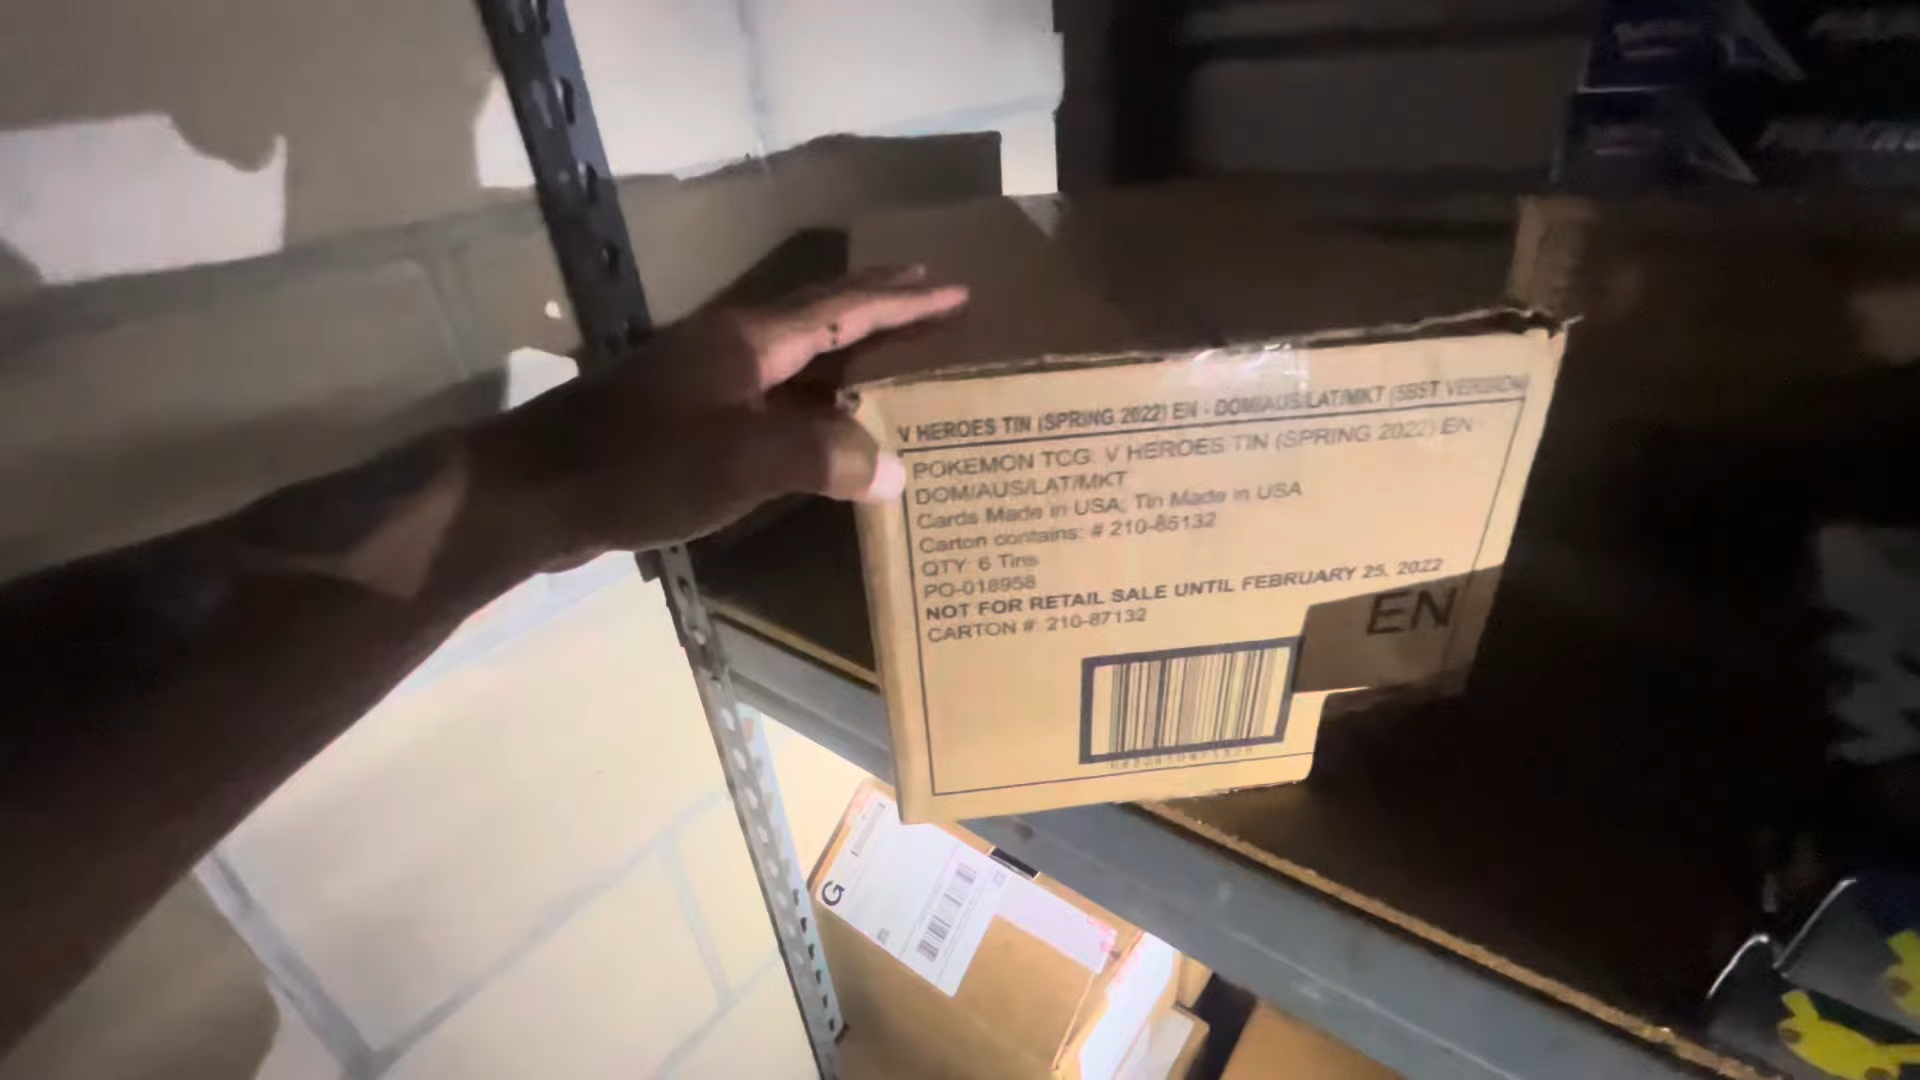 V HEROES TIN (SPRING 2022) EN - DOM/AUS/LAT/MKT (SBST VERSION)
POKEMON TCG: V HEROES TIN (SPRING 2022) EN
DOM/AUS/LAT/MKT
Cards Made in USA; Tin Made in USA
Carton contains: # 210-85132
QTY: 6 Tins
PO-018958
NOT FOR RETAIL SALE UNTIL FEBRUARY 25, 2022
CARTON #: 210-87132
EN
G